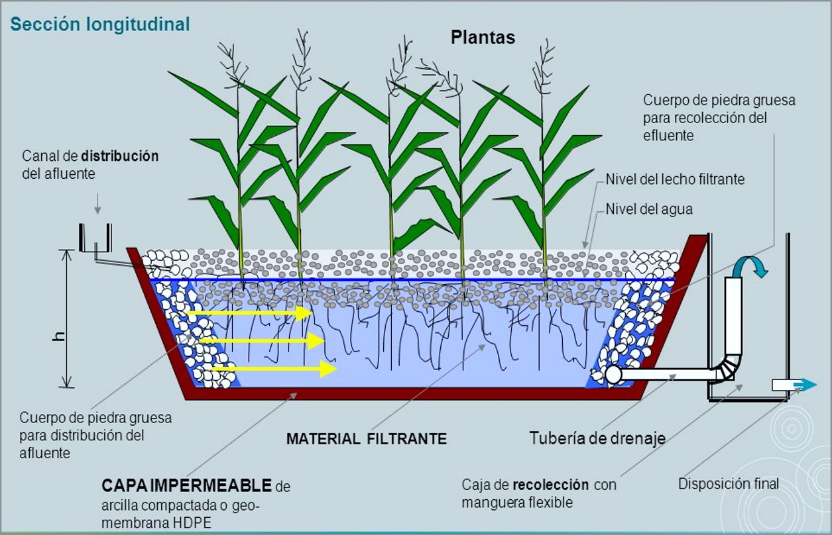 Sección longitudinal
Plantas
Cuerpo de piedra gruesa
para recolección del
efluente
Canal de distribución
del afluente
Nivel del lecho filtrante
Nivel del agua
h
Cuerpo de piedra gruesa
para distribución del
afluente
MATERIAL FILTRANTE
Tubería de drenaje
CAPA IMPERMEABLE de
arcilla compactada o geo-
membrana HDPE
Caja de recolección con
manguera flexible
Disposición final